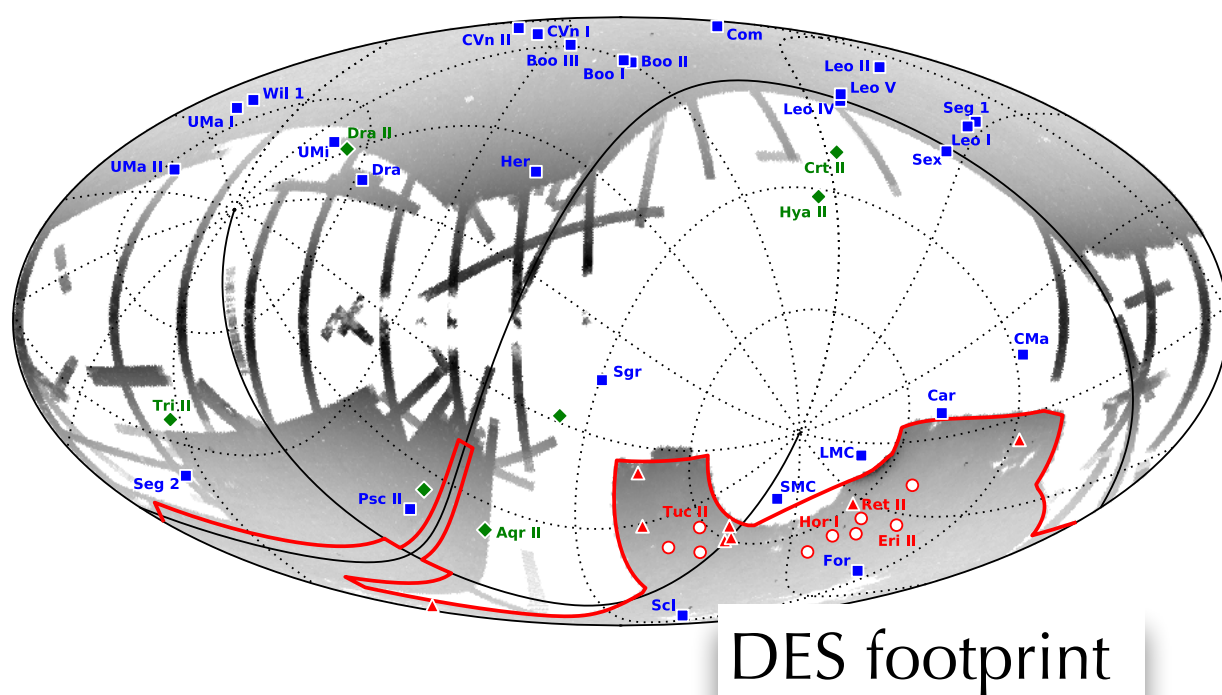 CVn II
CVn I
Com
Boo III
Boo I
Boo II
Leo II
Leo V
Leo IV
Wil 1
UMa I
Seg 1
Leo I
Dra II
UMi
UMa II
Dra
Her
Sex
Crt II
Hya II
CMa
Sgr
Car
Tri II
LMC
Seg 2
SMC
Psc II
Tuc II
Ret II
Hor I
Aqr II
Eri II
For
Scl
DES footprint